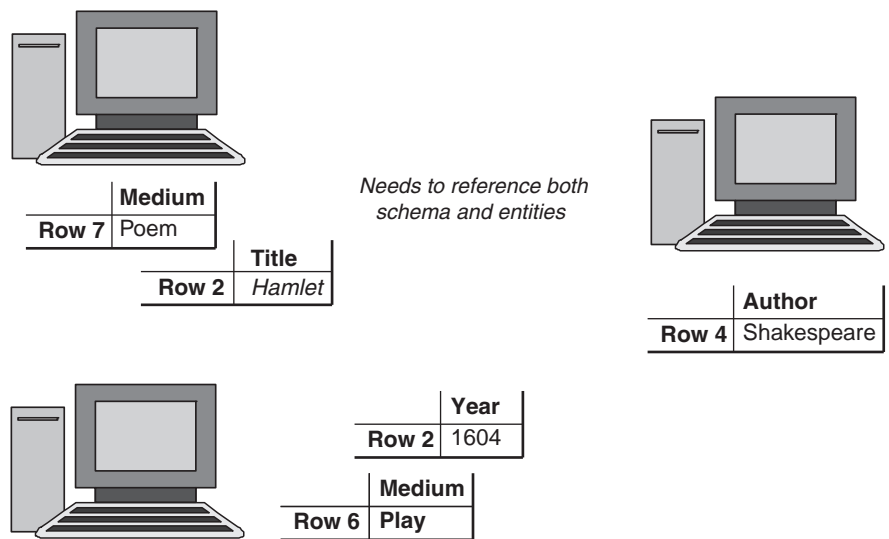 Medium
Row 7 Poem
Title
Row 2 Hamlet
Needs to reference both
schema and entities
Author
Row 4 Shakespeare
Year
Row 2 1604
Medium
Row 6 Play